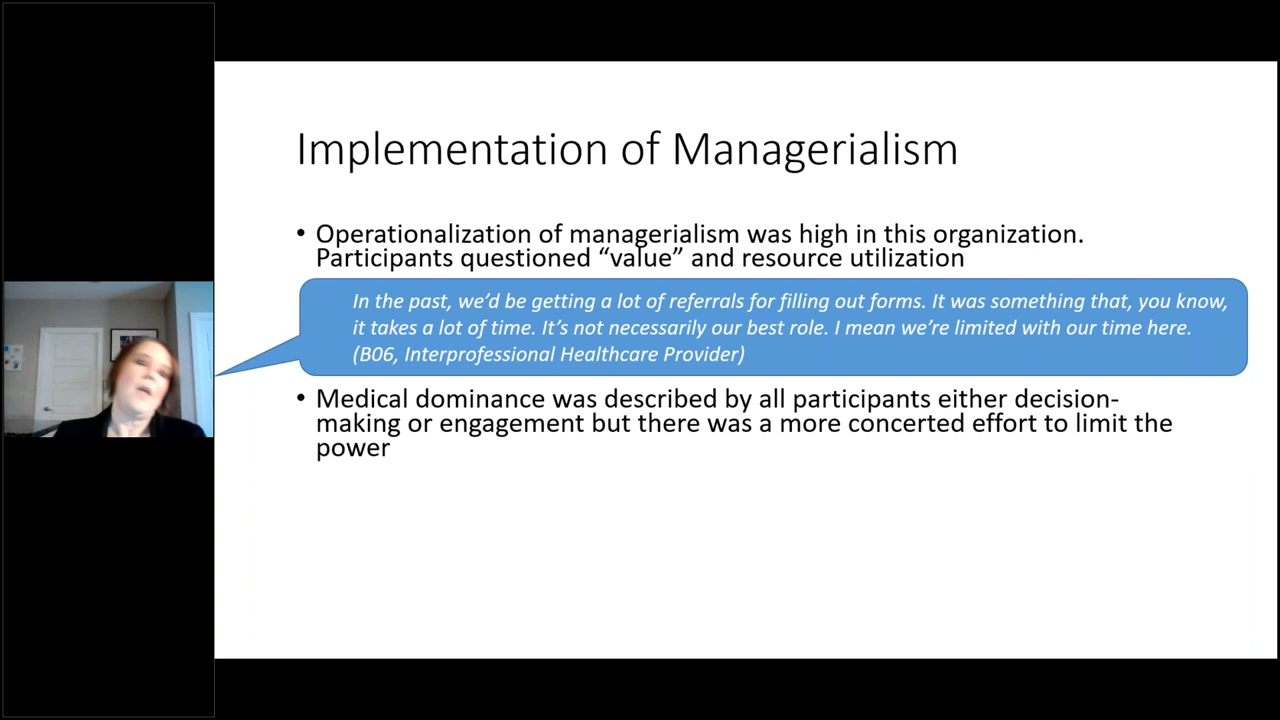 Implementation of Managerialism
• Operationalization of managerialism was high in this organization.
Participants questioned “value” and resource utilization
In the past, we’d be getting a lot of referrals for filling out forms. It was something that, you know,
it takes a lot of time. It’s not necessarily our best role. I mean we’re limited with our time here.
(B06, Interprofessional Healthcare Provider)
• Medical dominance was described by all participants either decision-
making or engagement but there was a more concerted effort to limit the
power